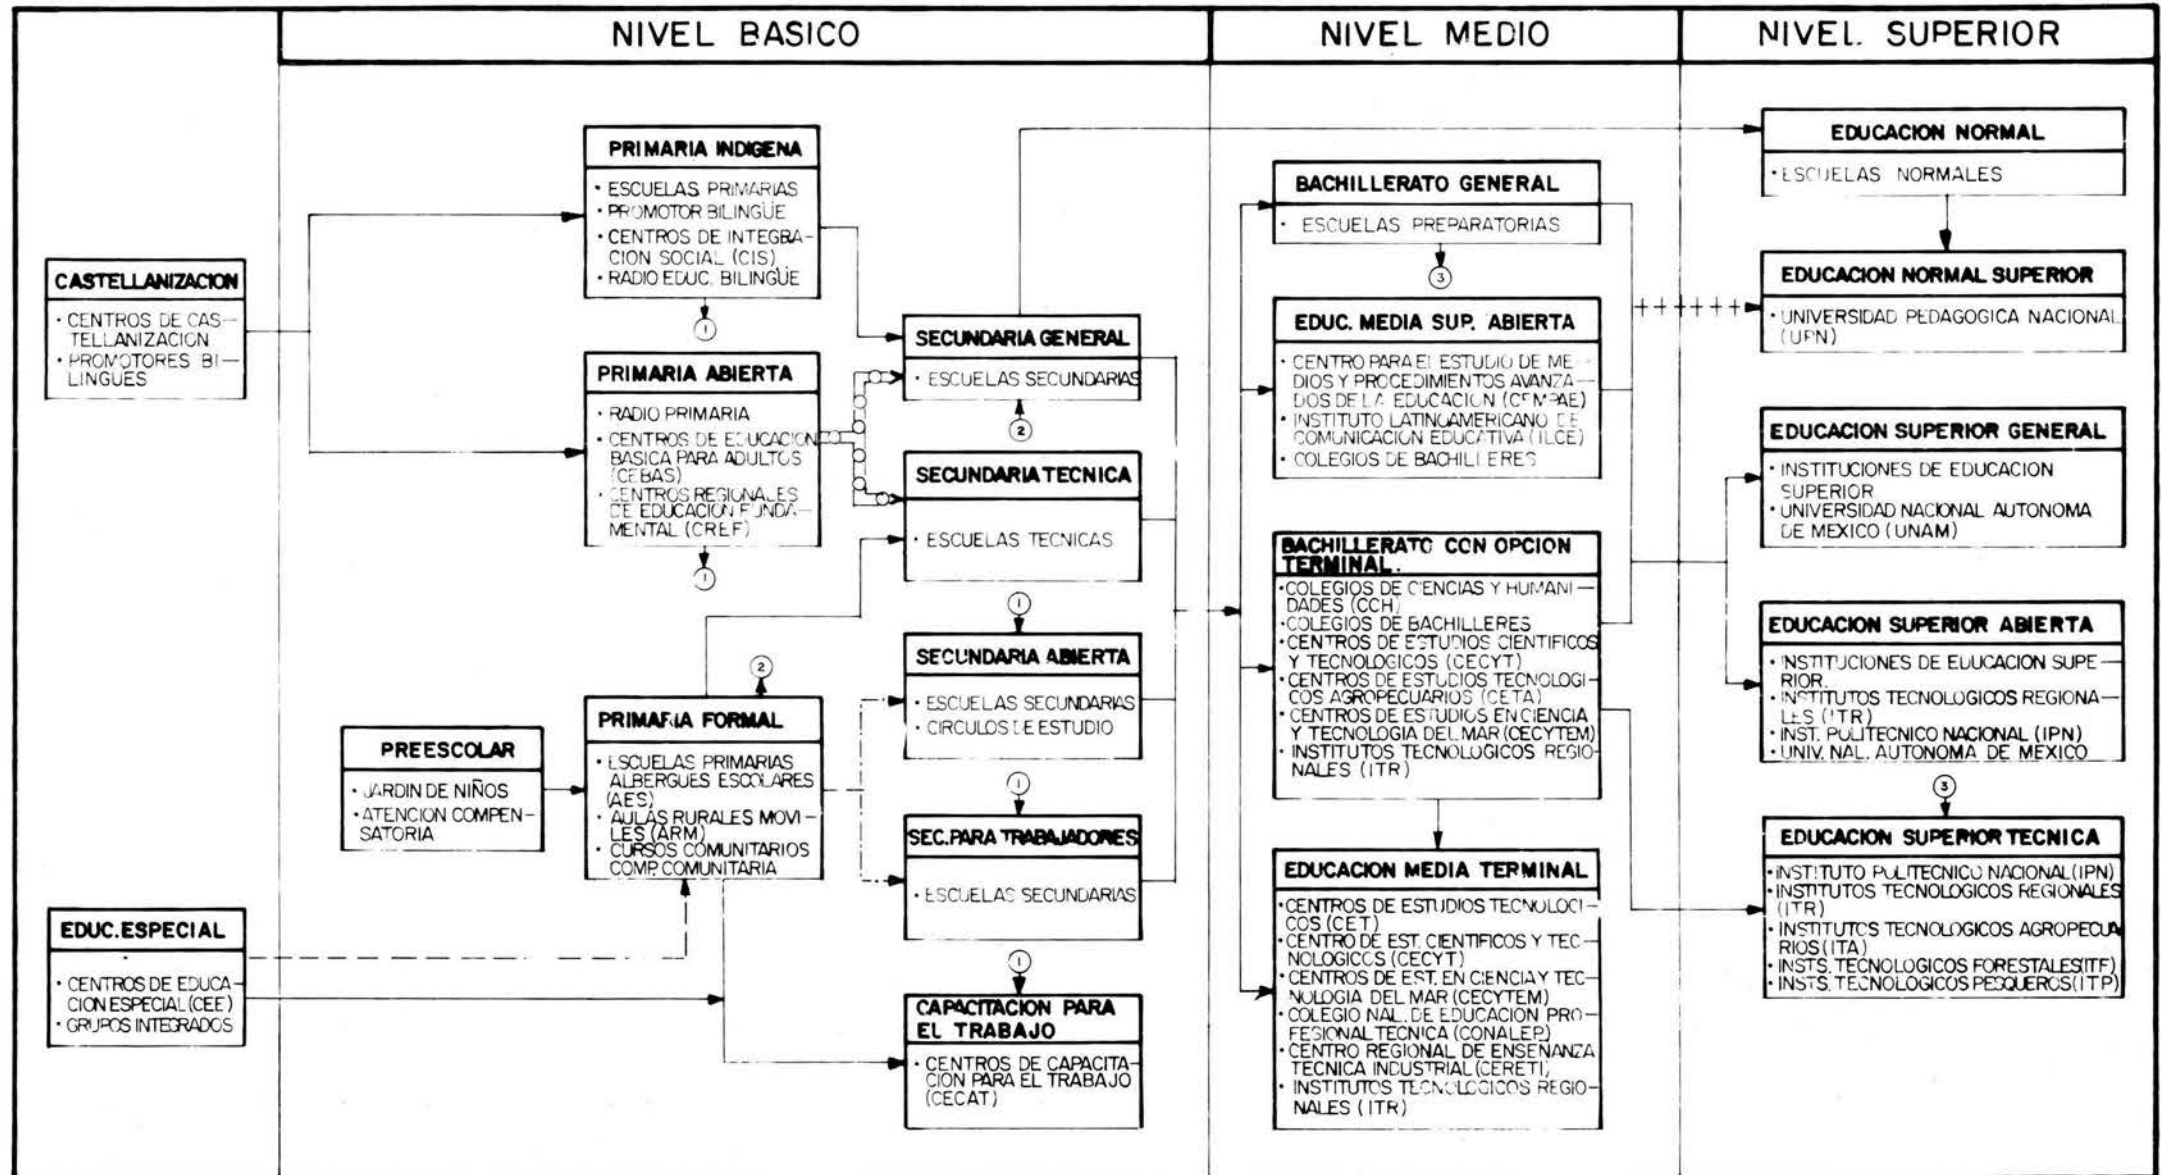 NIVEL BASICO
NIVEL MEDIO
NIVEL SUPERIOR
CASTELLANIZACION
• CENTROS DE CAS—
TELLANIZACION
• PROMOTORES BI—
LINGUES
EDUC. ESPECIAL
• CENTROS DE EDUCA—
CION ESPECIAL (CEE)
• GRUPOS INTEGRADOS
PREESCOLAR
• JARDIN DE NIÑOS
• ATENCION COMPEN—
SATORIA
PRIMARIA INDIGENA
• ESCUELAS PRIMARIAS
• PROMOTOR BILINGÜE
• CENTROS DE INTEGRA—
CION SOCIAL (CIS)
• RADIO EDUC. BILINGÜE
1
PRIMARIA ABIERTA
• RADIO PRIMARIA
• CENTROS DE EDUCACION
BASICA PARA ADULTOS
(CEBAS)
• CENTROS REGIONALES
DE EDUCACION FUNDA—
MENTAL (CREF)
1
2
PRIMARIA FORMAL
• ESCUELAS PRIMARIAS
ALBERGUES ESCOLARES
(AES)
• AULAS RURALES MOVI—
LES (ARM)
• CURSOS COMUNITARIOS
COMP. COMUNITARIA
SECUNDARIA GENERAL
• ESCUELAS SECUNDARIAS
2
SECUNDARIA TECNICA
• ESCUELAS TECNICAS
1
SECUNDARIA ABIERTA
• ESCUELAS SECUNDARIAS
• CIRCULOS DE ESTUDIO
1
SEC. PARA TRABAJADORES
• ESCUELAS SECUNDARIAS
1
CAPACITACION PARA
EL TRABAJO
• CENTROS DE CAPACITA—
CION PARA EL TRABAJO
(CECAT)
BACHILLERATO GENERAL
• ESCUELAS PREPARATORIAS
3
EDUC. MEDIA SUP. ABIERTA
• CENTRO PARA EL ESTUDIO DE ME—
DIOS Y PROCEDIMIENTOS AVANZA—
DOS DE LA EDUCACION (CEMPAE)
• INSTITUTO LATINOAMERICANO DE
COMUNICACION EDUCATIVA (ILCE)
• COLEGIOS DE BACHILLERES
BACHILLERATO CON OPCION
TERMINAL.
• COLEGIOS DE CIENCIAS Y HUMANI—
DADES (CCH)
• COLEGIOS DE BACHILLERES
• CENTROS DE ESTUDIOS CIENTIFICOS
Y TECNOLOGICOS (CECYT)
• CENTROS DE ESTUDIOS TECNOLOGI—
COS AGROPECUARIOS (CETA)
• CENTROS DE ESTUDIOS EN CIENCIA
Y TECNOLOGIA DEL MAR (CECYTEM)
• INSTITUTOS TECNOLOGICOS REGIO—
NALES (ITR)
EDUCACION MEDIA TERMINAL
• CENTROS DE ESTUDIOS TECNOLOGI—
COS (CET)
• CENTRO DE EST. CIENTIFICOS Y TEC—
NOLOGICOS (CECYT)
• CENTROS DE EST. EN CIENCIA Y TEC—
NOLOGIA DEL MAR (CECYTEM)
• COLEGIO NAL. DE EDUCACION PRO—
FESIONAL TECNICA (CONALEP)
• CENTRO REGIONAL DE ENSEÑANZA
TECNICA INDUSTRIAL (CERETI)
• INSTITUTOS TECNOLOGICOS REGIO—
NALES (ITR)
EDUCACION NORMAL
• ESCUELAS NORMALES
EDUCACION NORMAL SUPERIOR
• UNIVERSIDAD PEDAGOGICA NACIONAL
(UPN)
EDUCACION SUPERIOR GENERAL
• INSTITUCIONES DE EDUCACION
SUPERIOR
• UNIVERSIDAD NACIONAL AUTONOMA
DE MEXICO (UNAM)
EDUCACION SUPERIOR ABIERTA
• INSTITUCIONES DE EDUCACION SUPE—
RIOR.
• INSTITUTOS TECNOLOGICOS REGIONA—
LES (ITR)
• INST. POLITECNICO NACIONAL (IPN)
• UNIV. NAL. AUTONOMA DE MEXICO
3
EDUCACION SUPERIOR TECNICA
• INSTITUTO POLITECNICO NACIONAL (IPN)
• INSTITUTOS TECNOLOGICOS REGIONALES
(ITR)
• INSTITUTOS TECNOLOGICOS AGROPECUA
RIOS (ITA)
• INSTS. TECNOLOGICOS FORESTALES (ITF)
• INSTS. TECNOLOGICOS PESQUEROS (ITP)